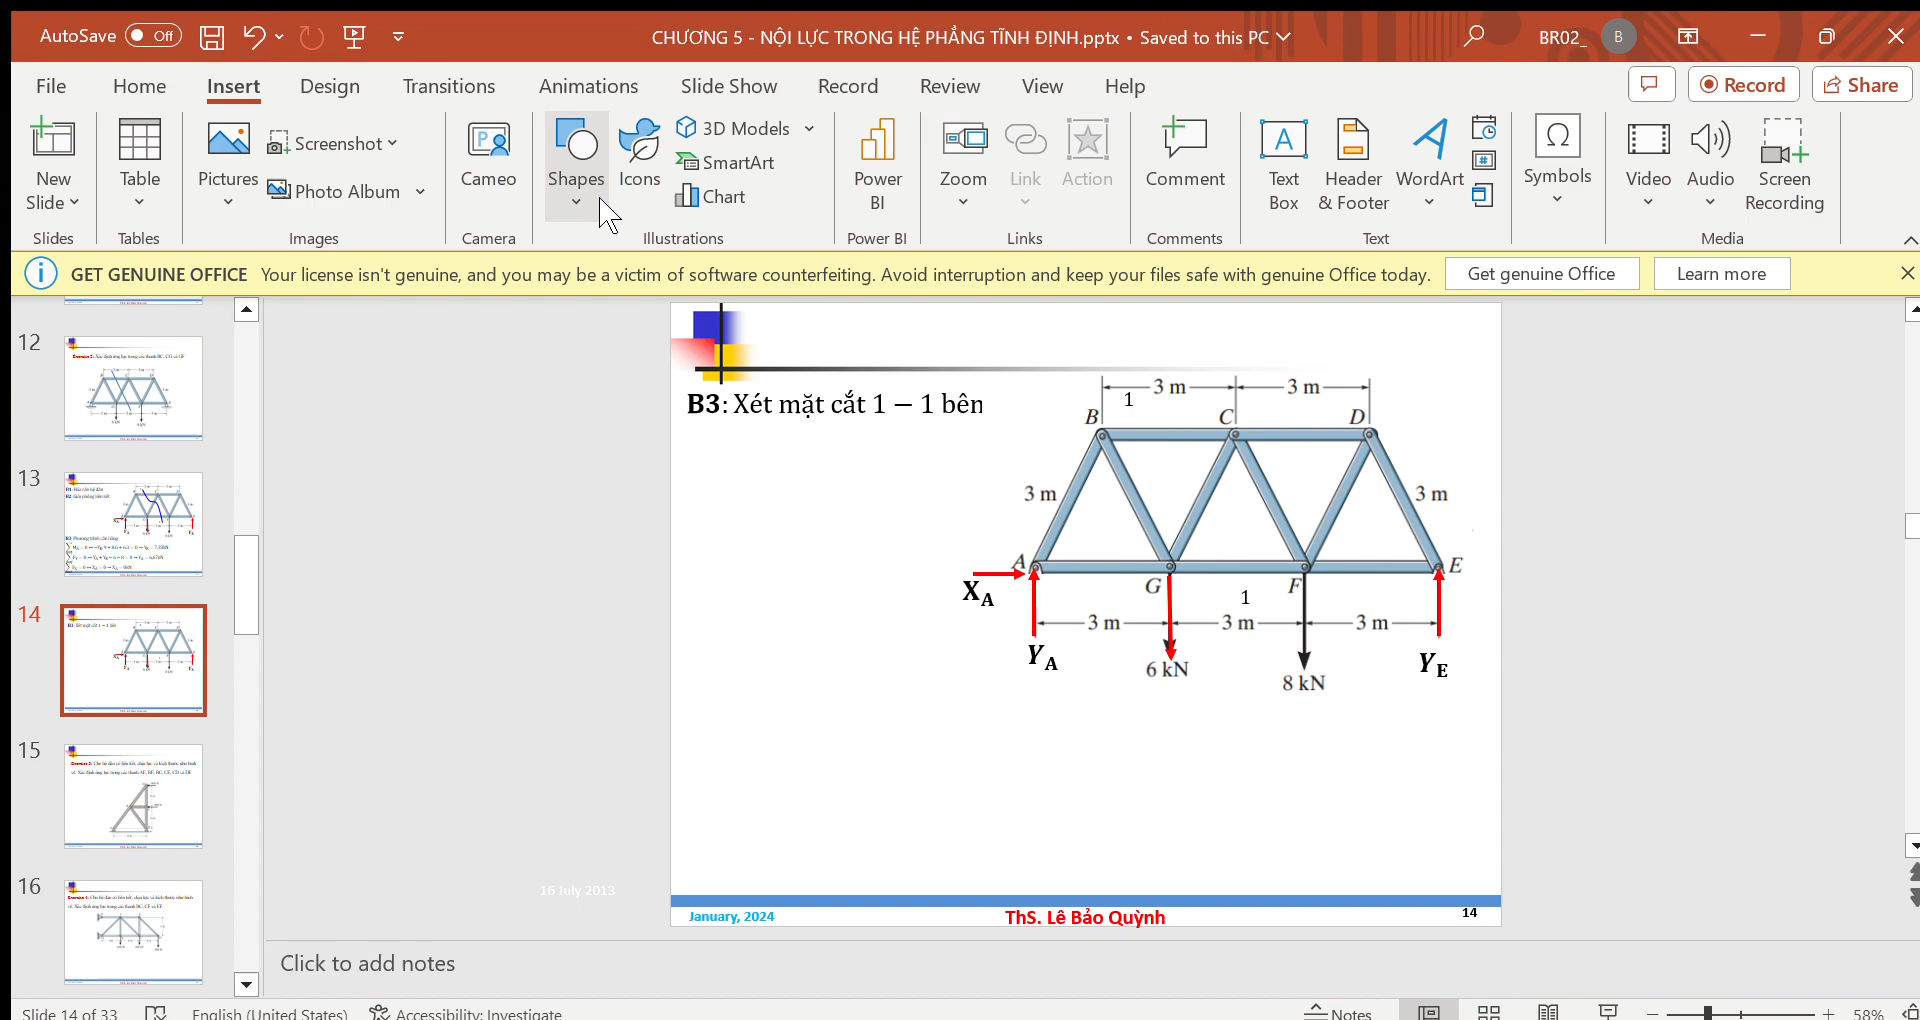 AutoSave Off CHƯƠNG 5 - NỘI LỰC TRONG HỆ PHẲNG TĨNH ĐỊNH.pptx • Saved to this PC BR02_ B
File Home Insert Design Transitions Animations Slide Show Record Review View Help Record Share
New Slide
Table
Pictures
Screenshot
Photo Album
Cameo
Shapes
Icons
3D Models
SmartArt
Chart
Power BI
Zoom
Link
Action
Comment
Text Box
Header & Footer
WordArt
Symbols
Video
Audio
Screen Recording
Slides Tables Images Camera Illustrations Power BI Links Comments Text Media
GET GENUINE OFFICE Your license isn't genuine, and you may be a victim of software counterfeiting. Avoid interruption and keep your files safe with genuine Office today. Get genuine Office Learn more
12
13
14
15
16
B3: Xét mặt cắt 1 – 1 bên
3 m 3 m
1
B C D
3 m 3 m
A E
X_A
G F
1
3 m 3 m 3 m
Y_A 6 kN 8 kN Y_E
16 July 2013
January, 2024 ThS. Lê Bảo Quỳnh 14
Click to add notes
Slide 14 of 33 English (United States) Accessibility: Investigate Notes 58%